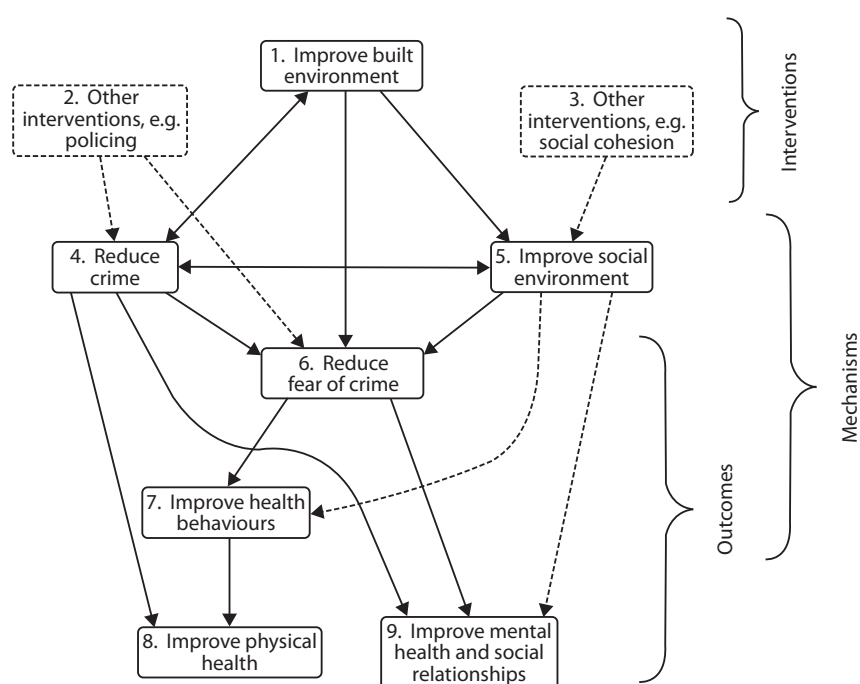 1. Improve built
environment
2. Other
interventions, e.g.
policing
3. Other
interventions, e.g.
social cohesion
Interventions
4. Reduce
crime
5. Improve social
environment
6. Reduce
fear of crime
Mechanisms
7. Improve health
behaviours
Outcomes
8. Improve physical
health
9. Improve mental
health and social
relationships